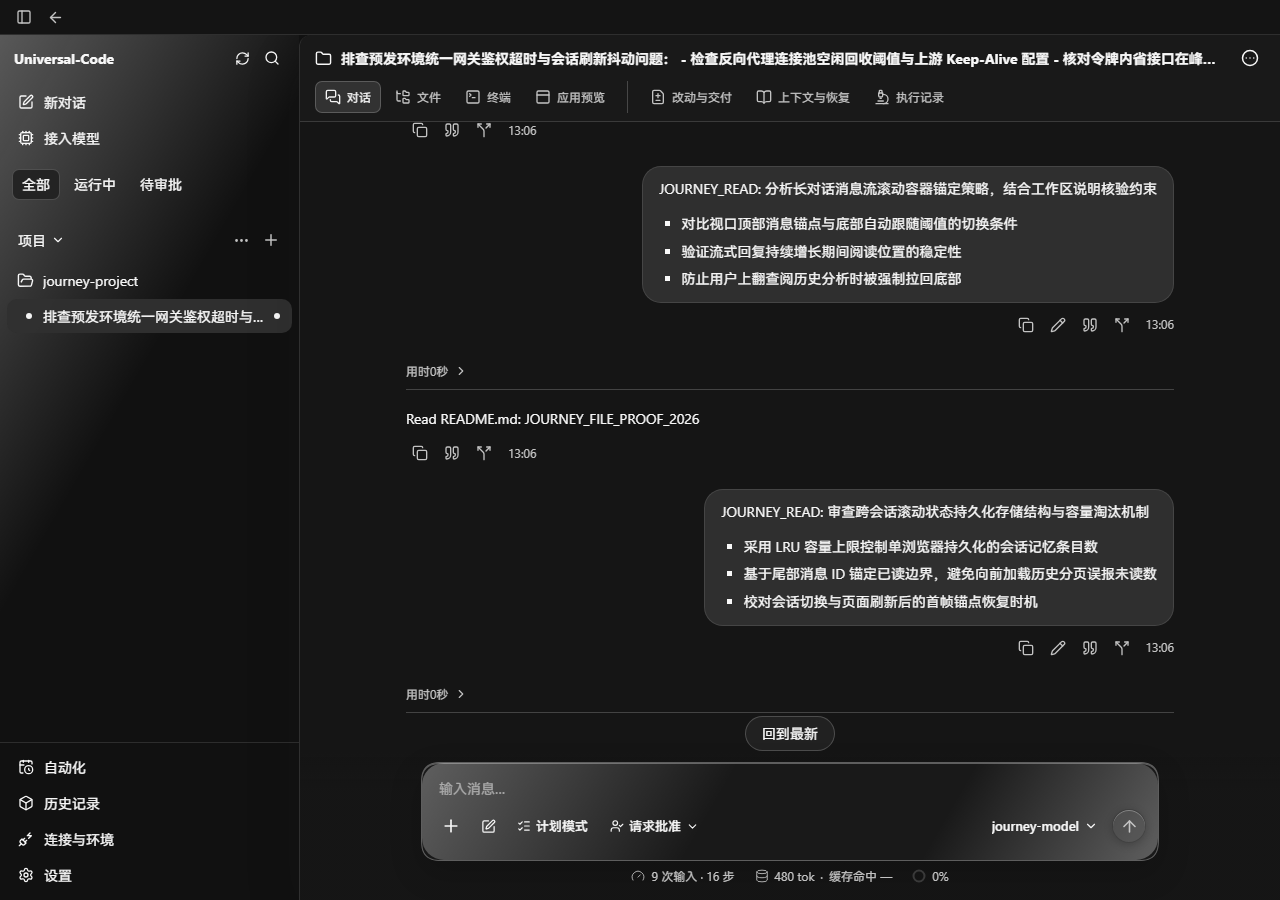 Universal-Code
新对话
接入模型
全部 运行中 待审批
项目
journey-project
排查预发环境统一网关鉴权超时与...
自动化
历史记录
连接与环境
设置
排查预发环境统一网关鉴权超时与会话刷新抖动问题： - 检查反向代理连接池空闲回收阈值与上游 Keep-Alive 配置 - 核对令牌内省接口在峰...
对话 文件 终端 应用预览 改动与交付 上下文与恢复 执行记录
13:06
JOURNEY_READ: 分析长对话消息流滚动容器锚定策略，结合工作区说明核验约束
▪ 对比视口顶部消息锚点与底部自动跟随阈值的切换条件
▪ 验证流式回复持续增长期间阅读位置的稳定性
▪ 防止用户上翻查阅历史分析时被强制拉回底部
13:06
用时0秒
Read README.md: JOURNEY_FILE_PROOF_2026
13:06
JOURNEY_READ: 审查跨会话滚动状态持久化存储结构与容量淘汰机制
▪ 采用 LRU 容量上限控制单浏览器持久化的会话记忆条目数
▪ 基于尾部消息 ID 锚定已读边界，避免向前加载历史分页误报未读数
▪ 校对会话切换与页面刷新后的首帧锚点恢复时机
13:06
用时0秒
回到最新
输入消息...
计划模式 请求批准 journey-model
9 次输入 · 16 步 480 tok · 缓存命中 — 0%